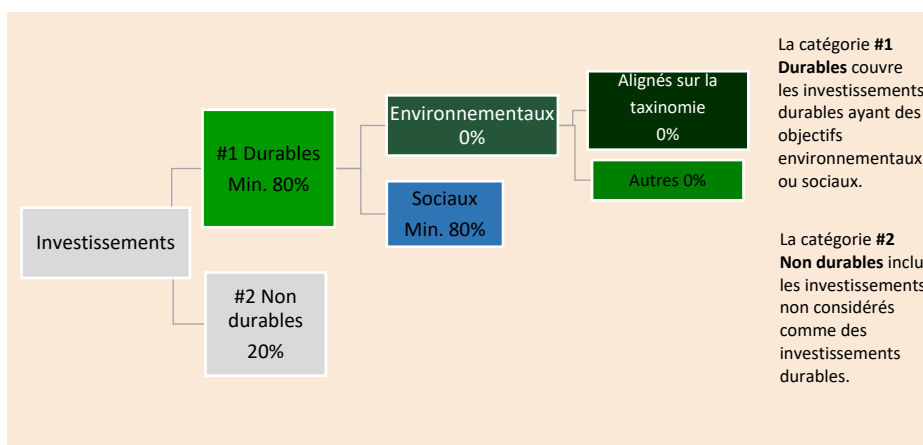 Investissements
#1 Durables
Min. 80%
#2 Non
durables
20%
Environnementaux
0%
Sociaux
Min. 80%
Alignés sur la
taxinomie
0%
Autres 0%
La catégorie #1
Durables couvre
les investissements
durables ayant des
objectifs
environnementaux
ou sociaux.
La catégorie #2
Non durables inclu
les investissements
non considérés
comme des
investissements
durables.